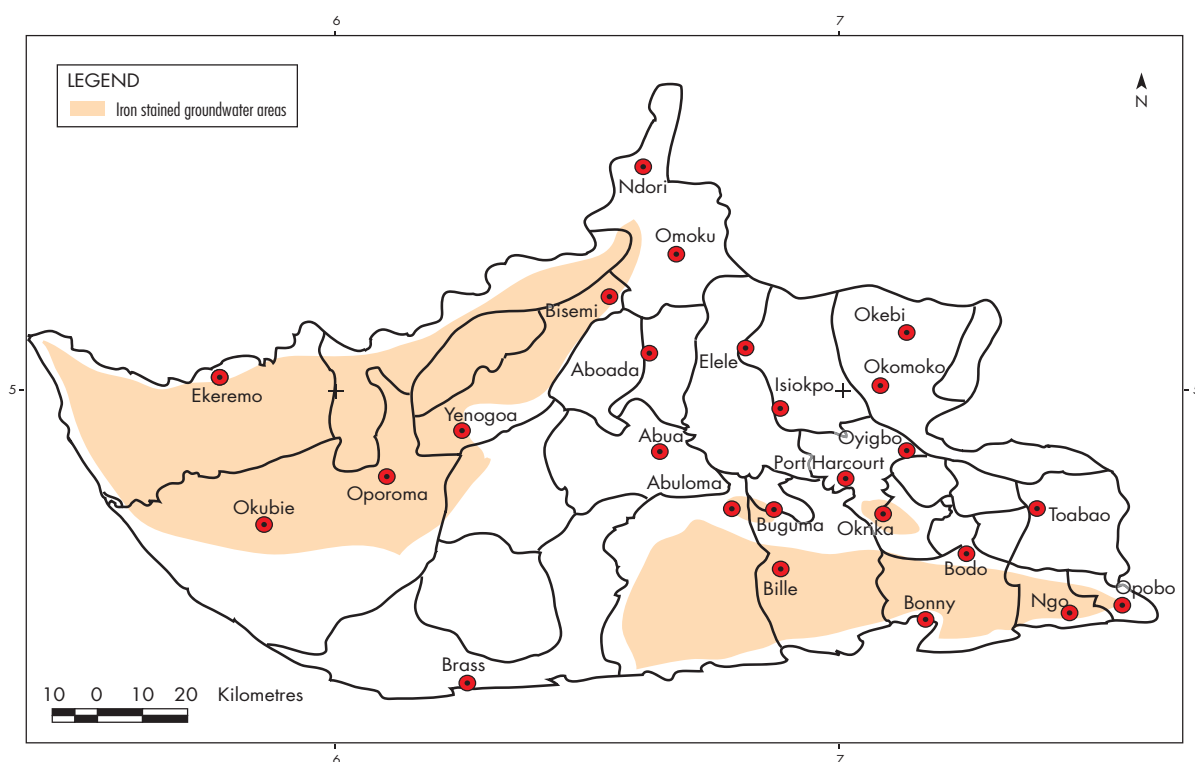 6
7
LEGEND
Iron stained groundwater areas
N
Ndori
Omoku
Bisemi
Okebi
Aboada
Elele
Okomoko
5
Ekeremo
Isiokpo
Yenogoa
Abua
Oyigbo
Port Harcourt
Oporoma
Abuloma
Okubie
Buguma
Okrika
Toabao
Bodo
Bille
Opobo
Bonny
Ngo
Brass
10 0 10 20 Kilometres
6
7